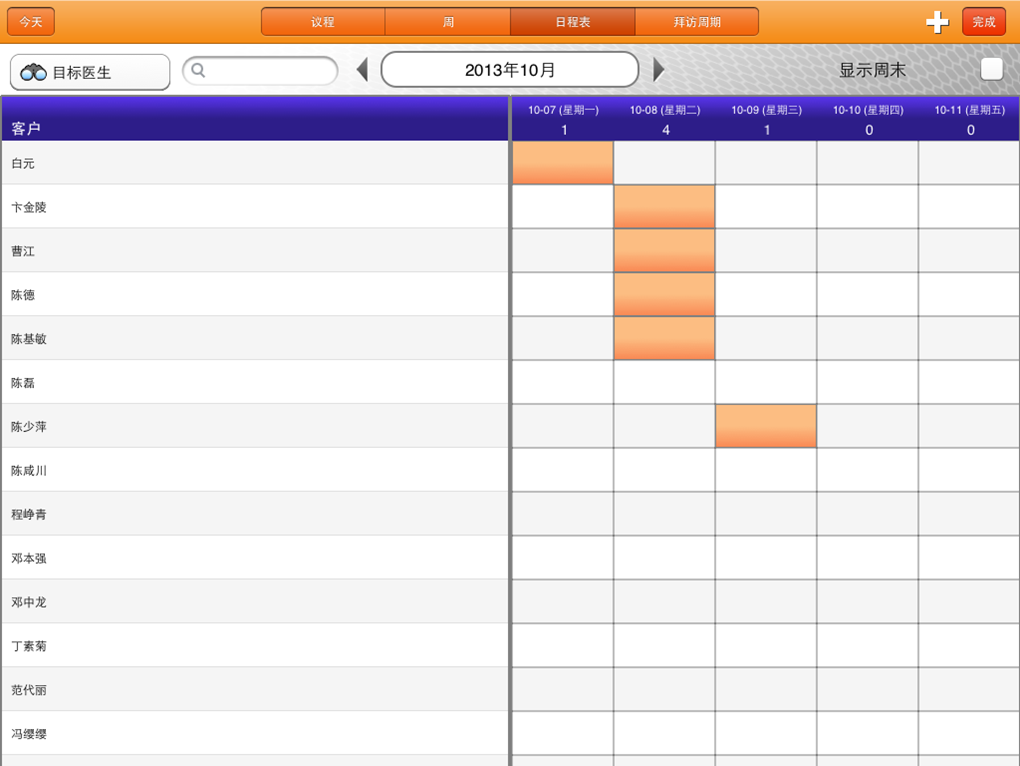 今天 议程 周 日程表 拜访周期 完成
目标医生 2013年10月 显示周末
客户 10-07 (星期一) 10-08 (星期二) 10-09 (星期三) 10-10 (星期四) 10-11 (星期五)
1 4 1 0 0
白元
卞金陵
曹江
陈德
陈基敏
陈磊
陈少萍
陈咸川
程峥青
邓本强
邓中龙
丁素菊
范代丽
冯缨缨